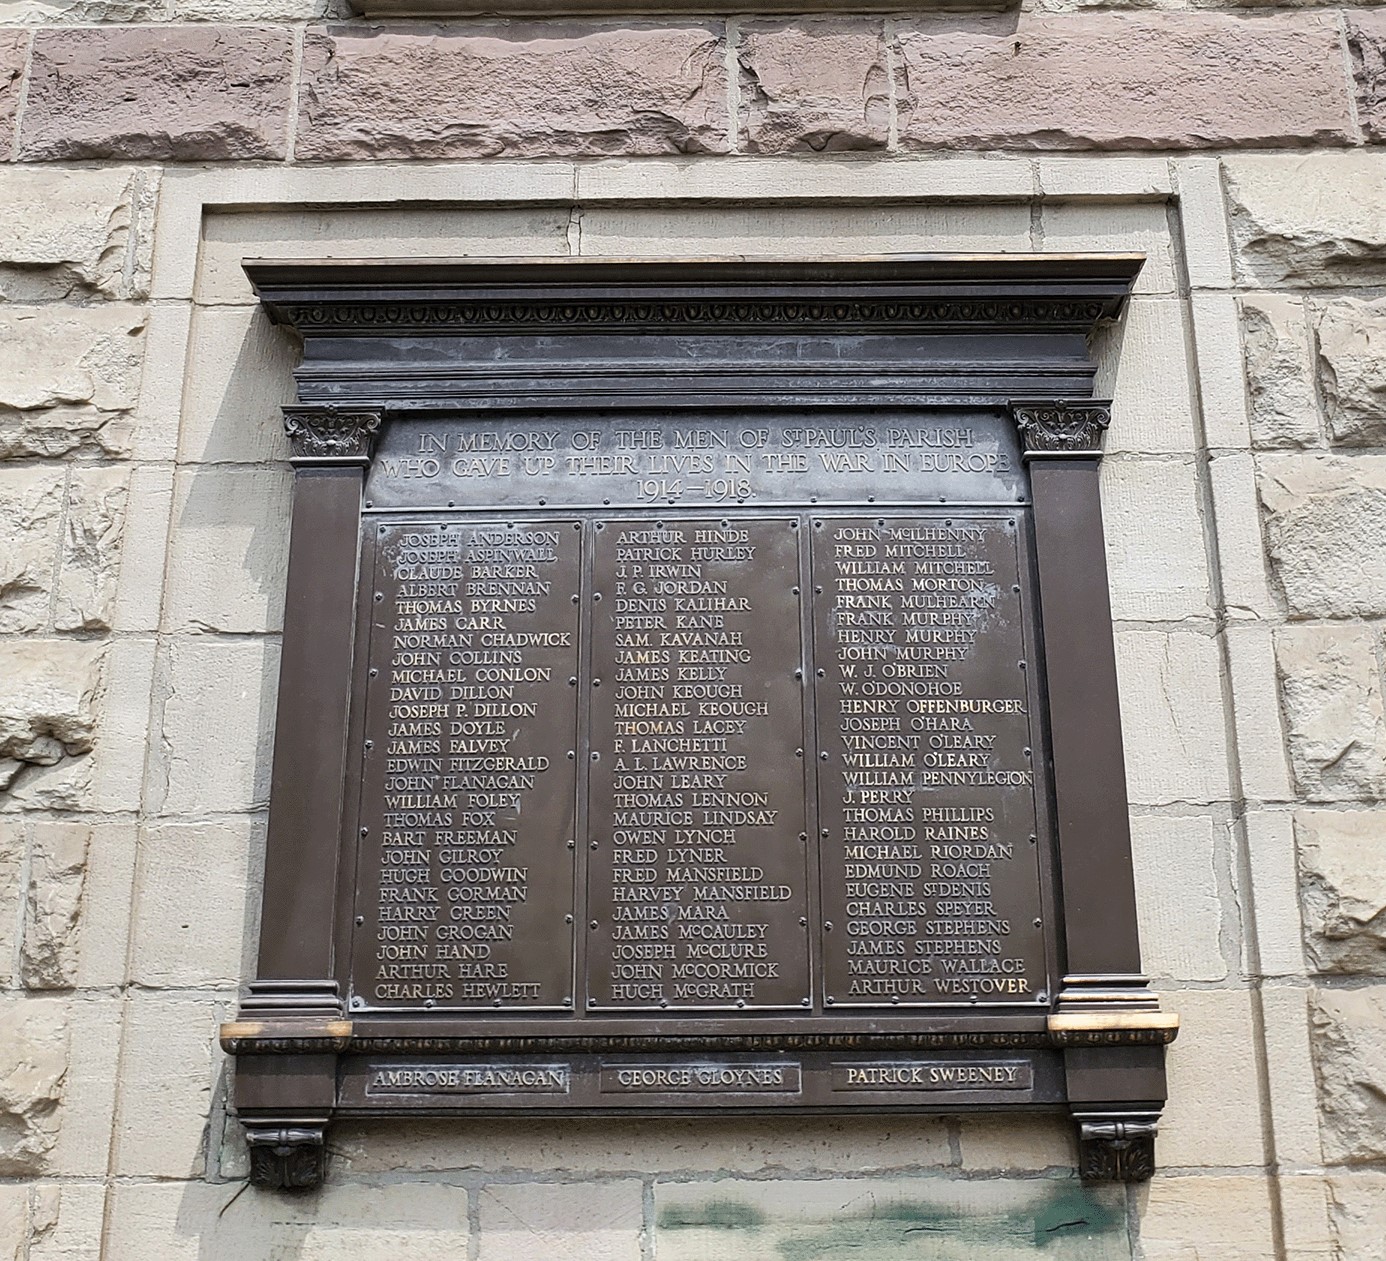 IN MEMORY OF THE MEN OF ST PAUL'S PARISH
WHO GAVE UP THEIR LIVES IN THE WAR IN EUROPE
1914–1918.
JOSEPH ANDERSON
JOSEPH ASPINWALL
CLAUDE BARKER
ALBERT BRENNAN
THOMAS BYRNES
JAMES CARR
NORMAN CHADWICK
JOHN COLLINS
MICHAEL CONLON
DAVID DILLON
JOSEPH P. DILLON
JAMES DOYLE
JAMES FALVEY
EDWIN FITZGERALD
JOHN FLANAGAN
WILLIAM FOLEY
THOMAS FOX
BART FREEMAN
JOHN GILROY
HUGH GOODWIN
FRANK GORMAN
HARRY GREEN
JOHN GROGAN
JOHN HAND
ARTHUR HARE
CHARLES HEWLETT
ARTHUR HINDE
PATRICK HURLEY
J. P. IRWIN
F. G. JORDAN
DENIS KALIHAR
PETER KANE
SAM. KAVANAH
JAMES KEATING
JAMES KELLY
JOHN KEOUGH
MICHAEL KEOUGH
THOMAS LACEY
F. LANCHETTI
A. L. LAWRENCE
JOHN LEARY
THOMAS LENNON
MAURICE LINDSAY
OWEN LYNCH
FRED LYNER
FRED MANSFIELD
HARVEY MANSFIELD
JAMES MARA
JAMES McCAULEY
JOSEPH McCLURE
JOHN McCORMICK
HUGH McGRATH
JOHN McILHENNY
FRED MITCHELL
WILLIAM MITCHELL
THOMAS MORTON
FRANK MULHEARN
FRANK MURPHY
HENRY MURPHY
JOHN MURPHY
W. J. O'BRIEN
W. O'DONOHOE
HENRY OFFENBURGER
JOSEPH O'HARA
VINCENT O'LEARY
WILLIAM O'LEARY
WILLIAM PENNYLEGION
J. PERRY
THOMAS PHILLIPS
HAROLD RAINES
MICHAEL RIORDAN
EDMUND ROACH
EUGENE ST DENIS
CHARLES SPEYER
GEORGE STEPHENS
JAMES STEPHENS
MAURICE WALLACE
ARTHUR WESTOVER
AMBROSE FLANAGAN
GEORGE GLOYNES
PATRICK SWEENEY